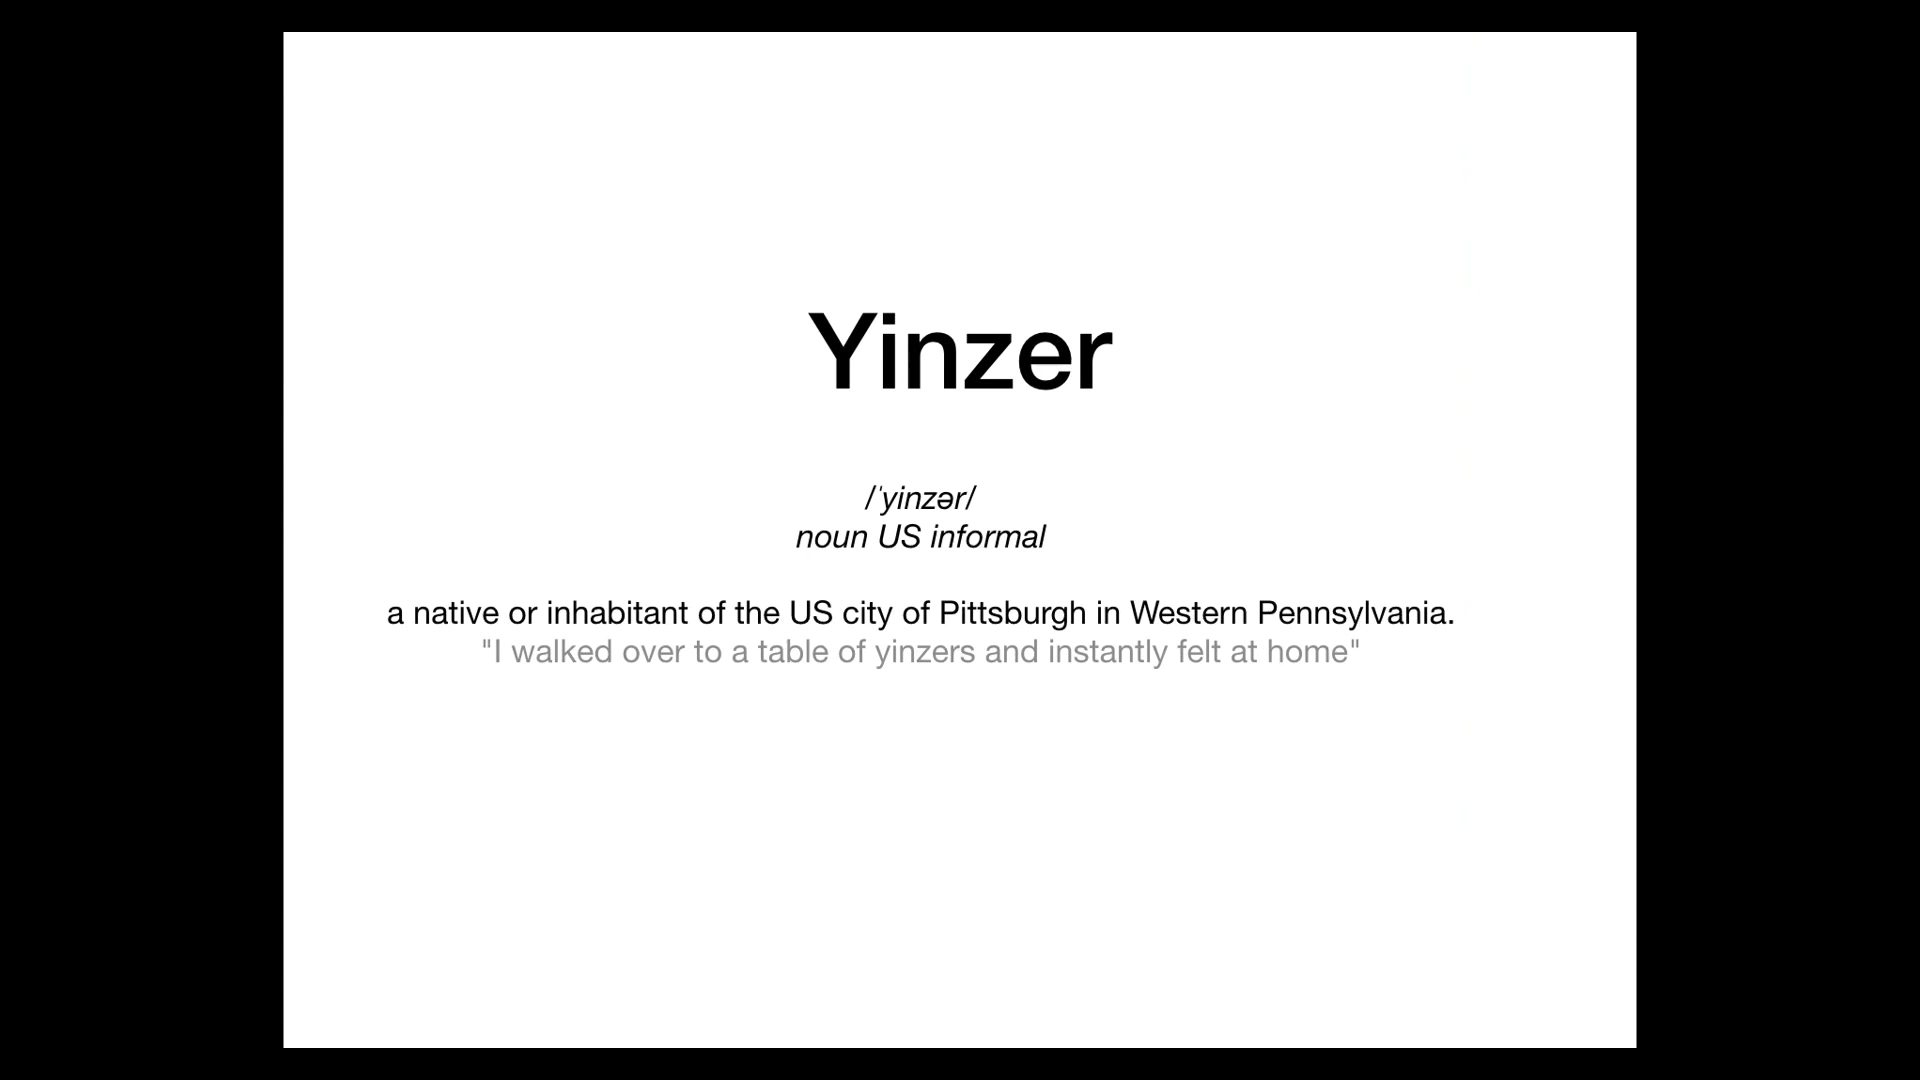 Yinzer
/ˈyinzər/
noun US informal
a native or inhabitant of the US city of Pittsburgh in Western Pennsylvania.
"I walked over to a table of yinzers and instantly felt at home"